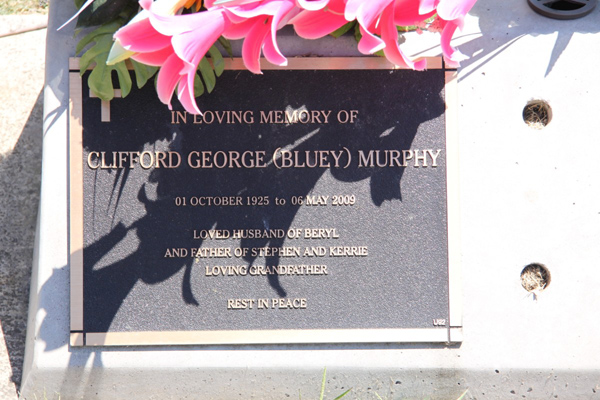 IN LOVING MEMORY OF
CLIFFORD GEORGE (BLUEY) MURPHY
01 OCTOBER 1925 to 06 MAY 2009
LOVED HUSBAND OF BERYL
AND FATHER OF STEPHEN AND KERRIE
LOVING GRANDFATHER
REST IN PEACE